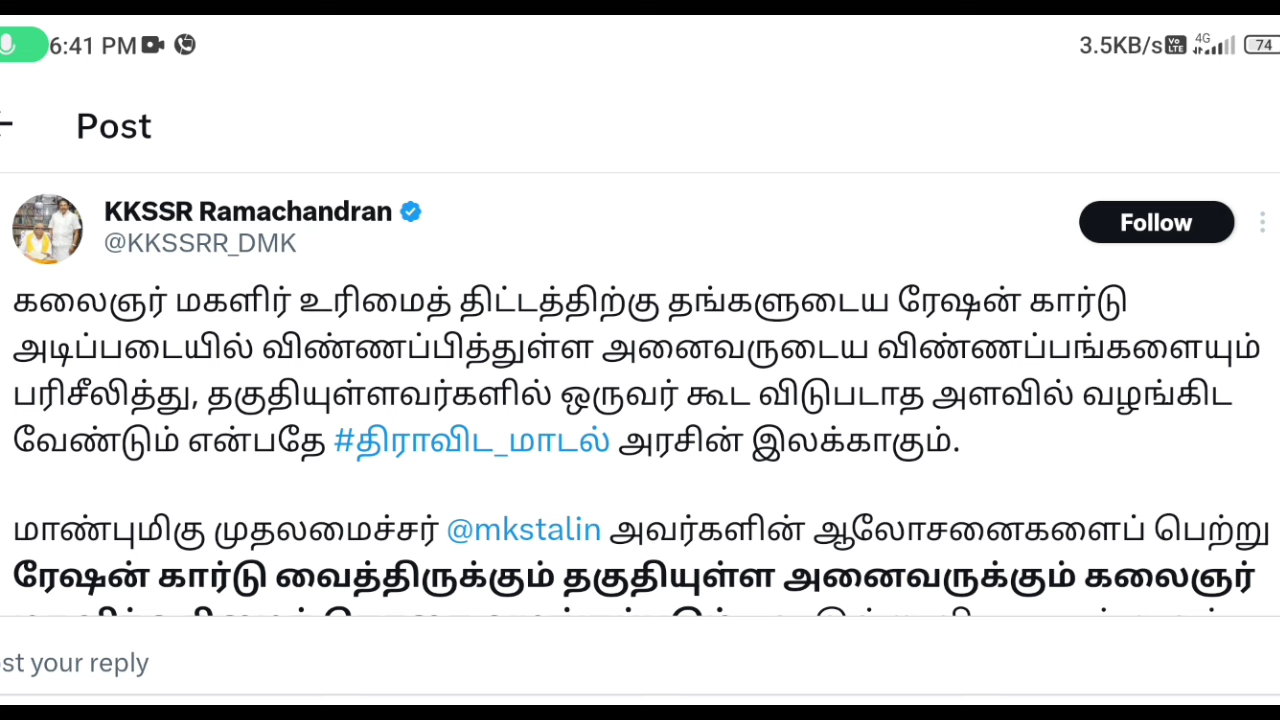 6:41 PM
3.5KB/s Vo LTE 4G 74
Post
KKSSR Ramachandran
@KKSSRR_DMK
Follow
கலைஞர் மகளிர் உரிமைத் திட்டத்திற்கு தங்களுடைய ரேஷன் கார்டு
அடிப்படையில் விண்ணப்பித்துள்ள அனைவருடைய விண்ணப்பங்களையும்
பரிசீலித்து, தகுதியுள்ளவர்களில் ஒருவர் கூட விடுபடாத அளவில் வழங்கிட
வேண்டும் என்பதே #திராவிட_மாடல் அரசின் இலக்காகும்.
மாண்புமிகு முதலமைச்சர் @mkstalin அவர்களின் ஆலோசனைகளைப் பெற்று
ரேஷன் கார்டு வைத்திருக்கும் தகுதியுள்ள அனைவருக்கும் கலைஞர்
st your reply